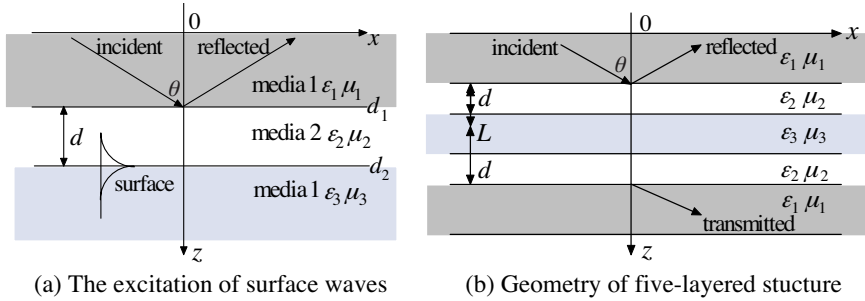 0
x
incident
reflected
θ
media 1 ε1 μ1
d1
d
media 2 ε2 μ2
d2
surface
media 1 ε3 μ3
z
(a) The excitation of surface waves
0
x
incident
reflected
θ
ε1 μ1
d
ε2 μ2
L
ε3 μ3
d
ε2 μ2
ε1 μ1
transmitted
z
(b) Geometry of five-layered stucture